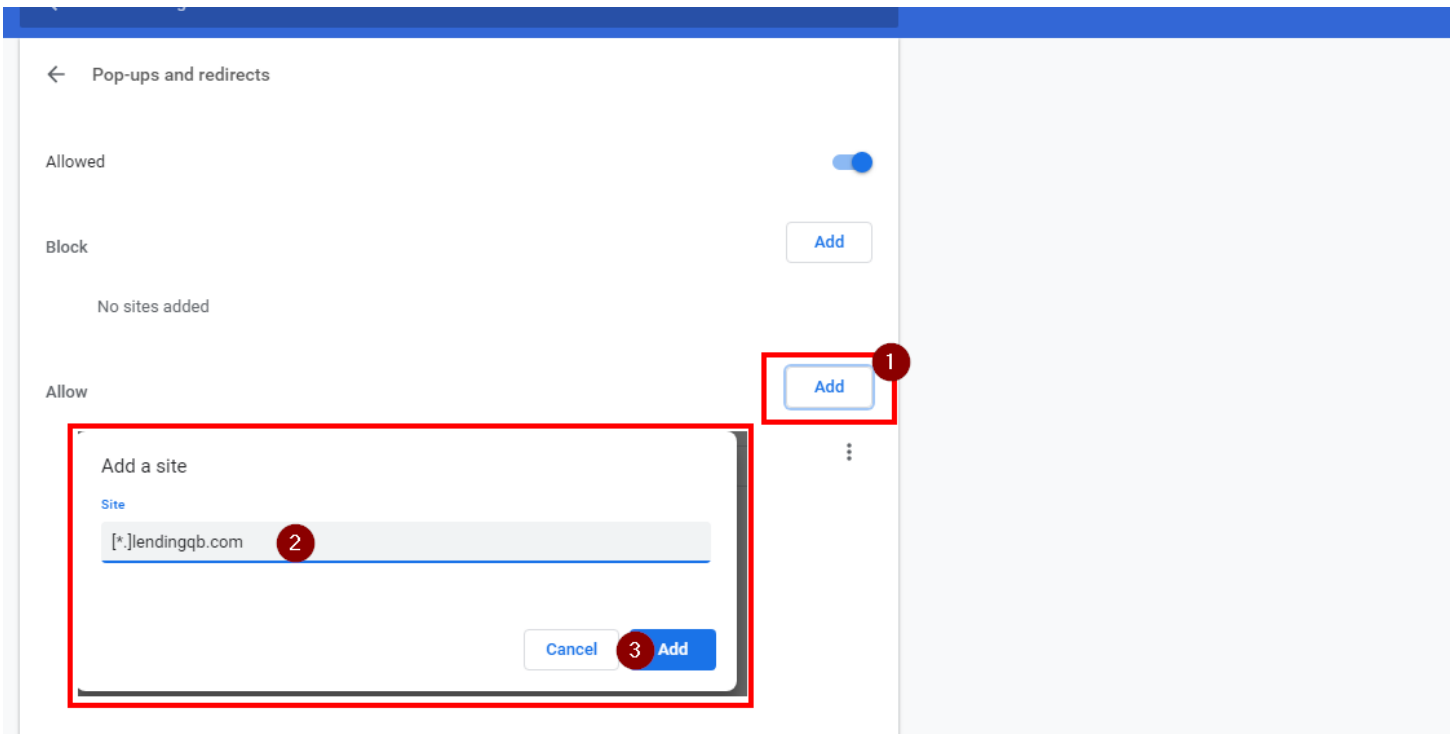 Pop-ups and redirects
Allowed
Block
Add
No sites added
Allow
Add
1
Add a site
Site
[*.]lendingqb.com
2
Cancel
3
Add